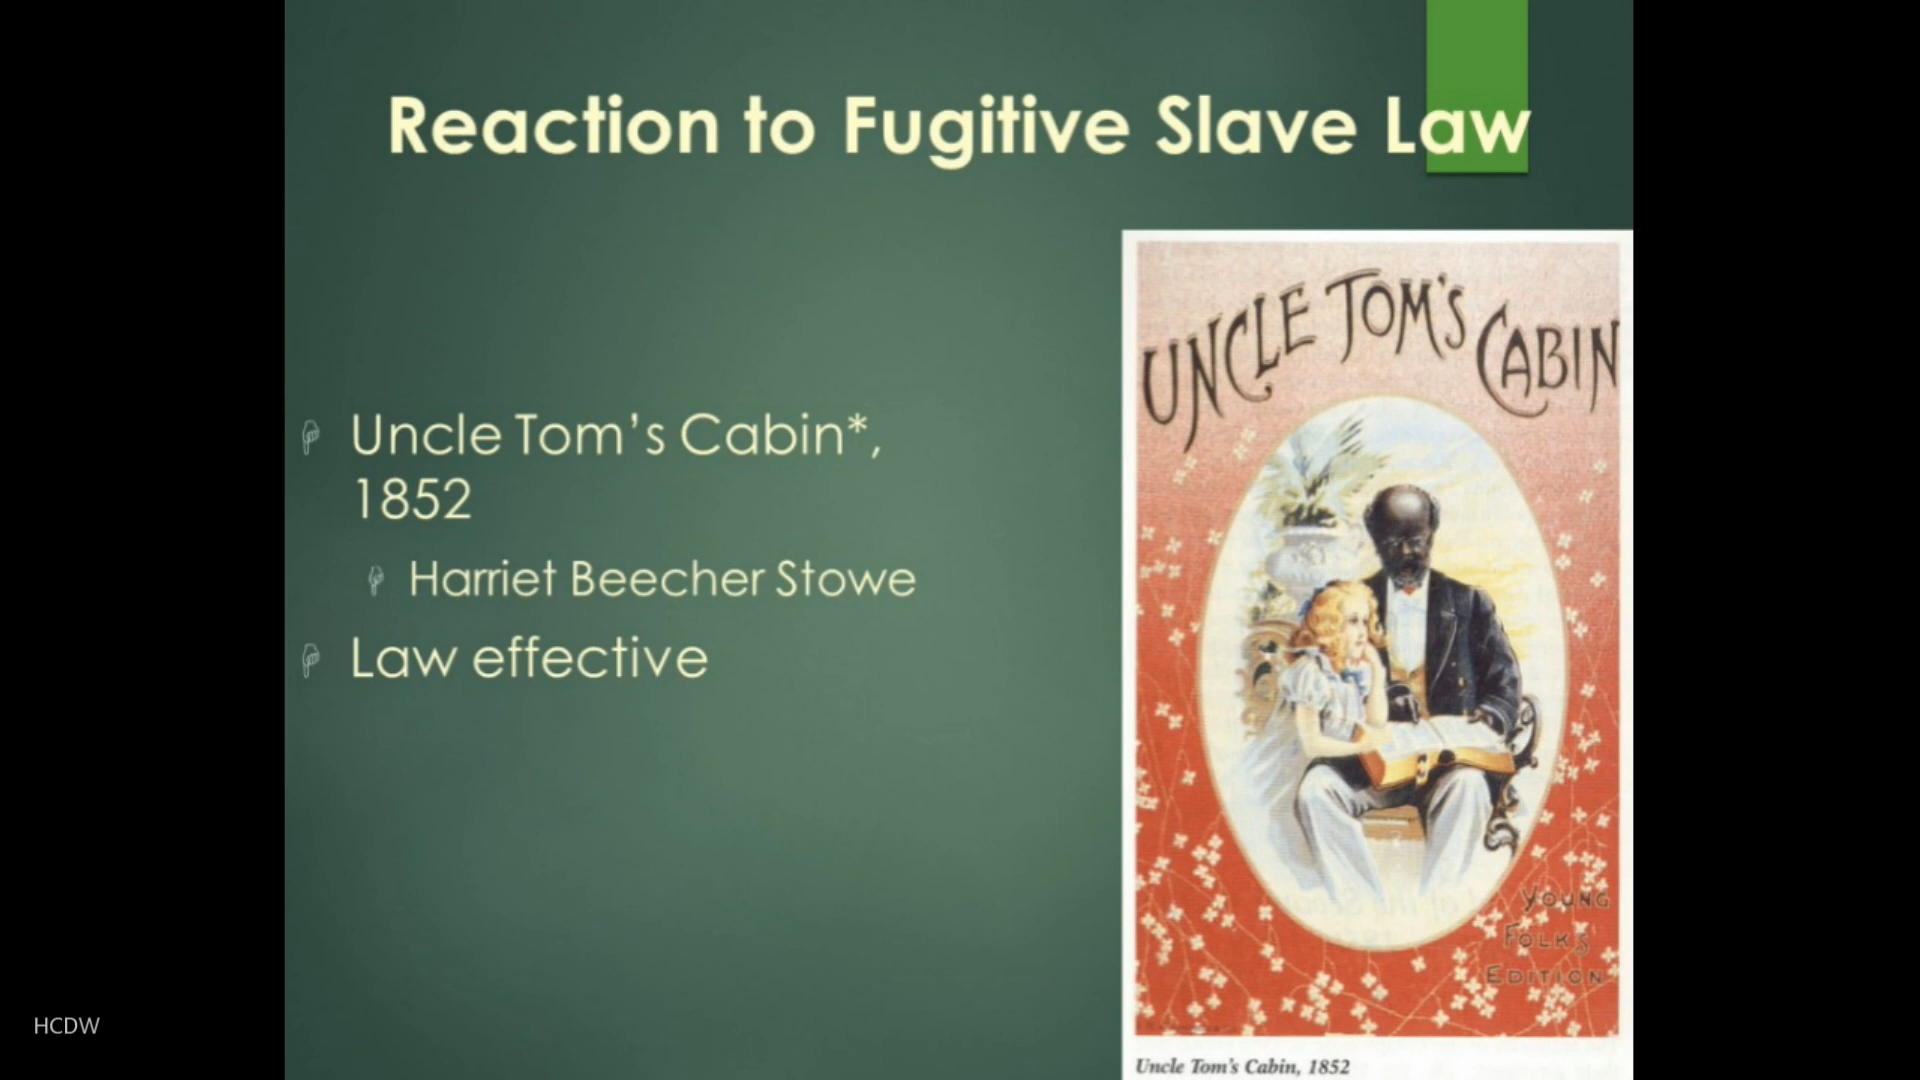 Reaction to Fugitive Slave Law
Uncle Tom's Cabin*,
1852
Harriet Beecher Stowe
Law effective
UNCLE TOM'S CABIN
YOUNG
FOLKS'
EDITION
Uncle Tom's Cabin, 1852
HCDW